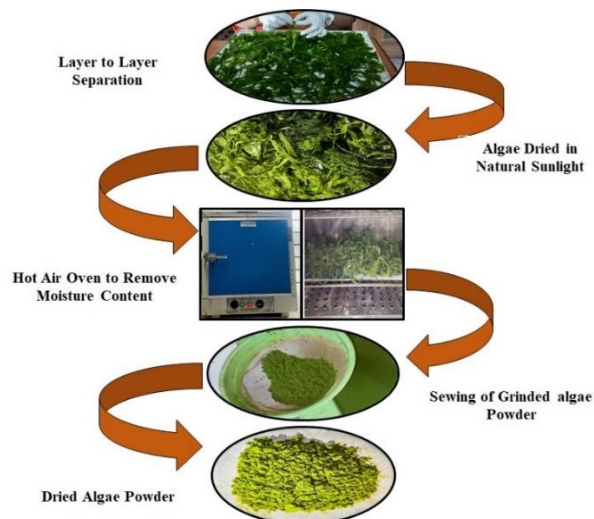 Layer to Layer
Separation
Algae Dried in
Natural Sunlight
Hot Air Oven to Remove
Moisture Content
Sewing of Grinded algae
Powder
Dried Algae Powder